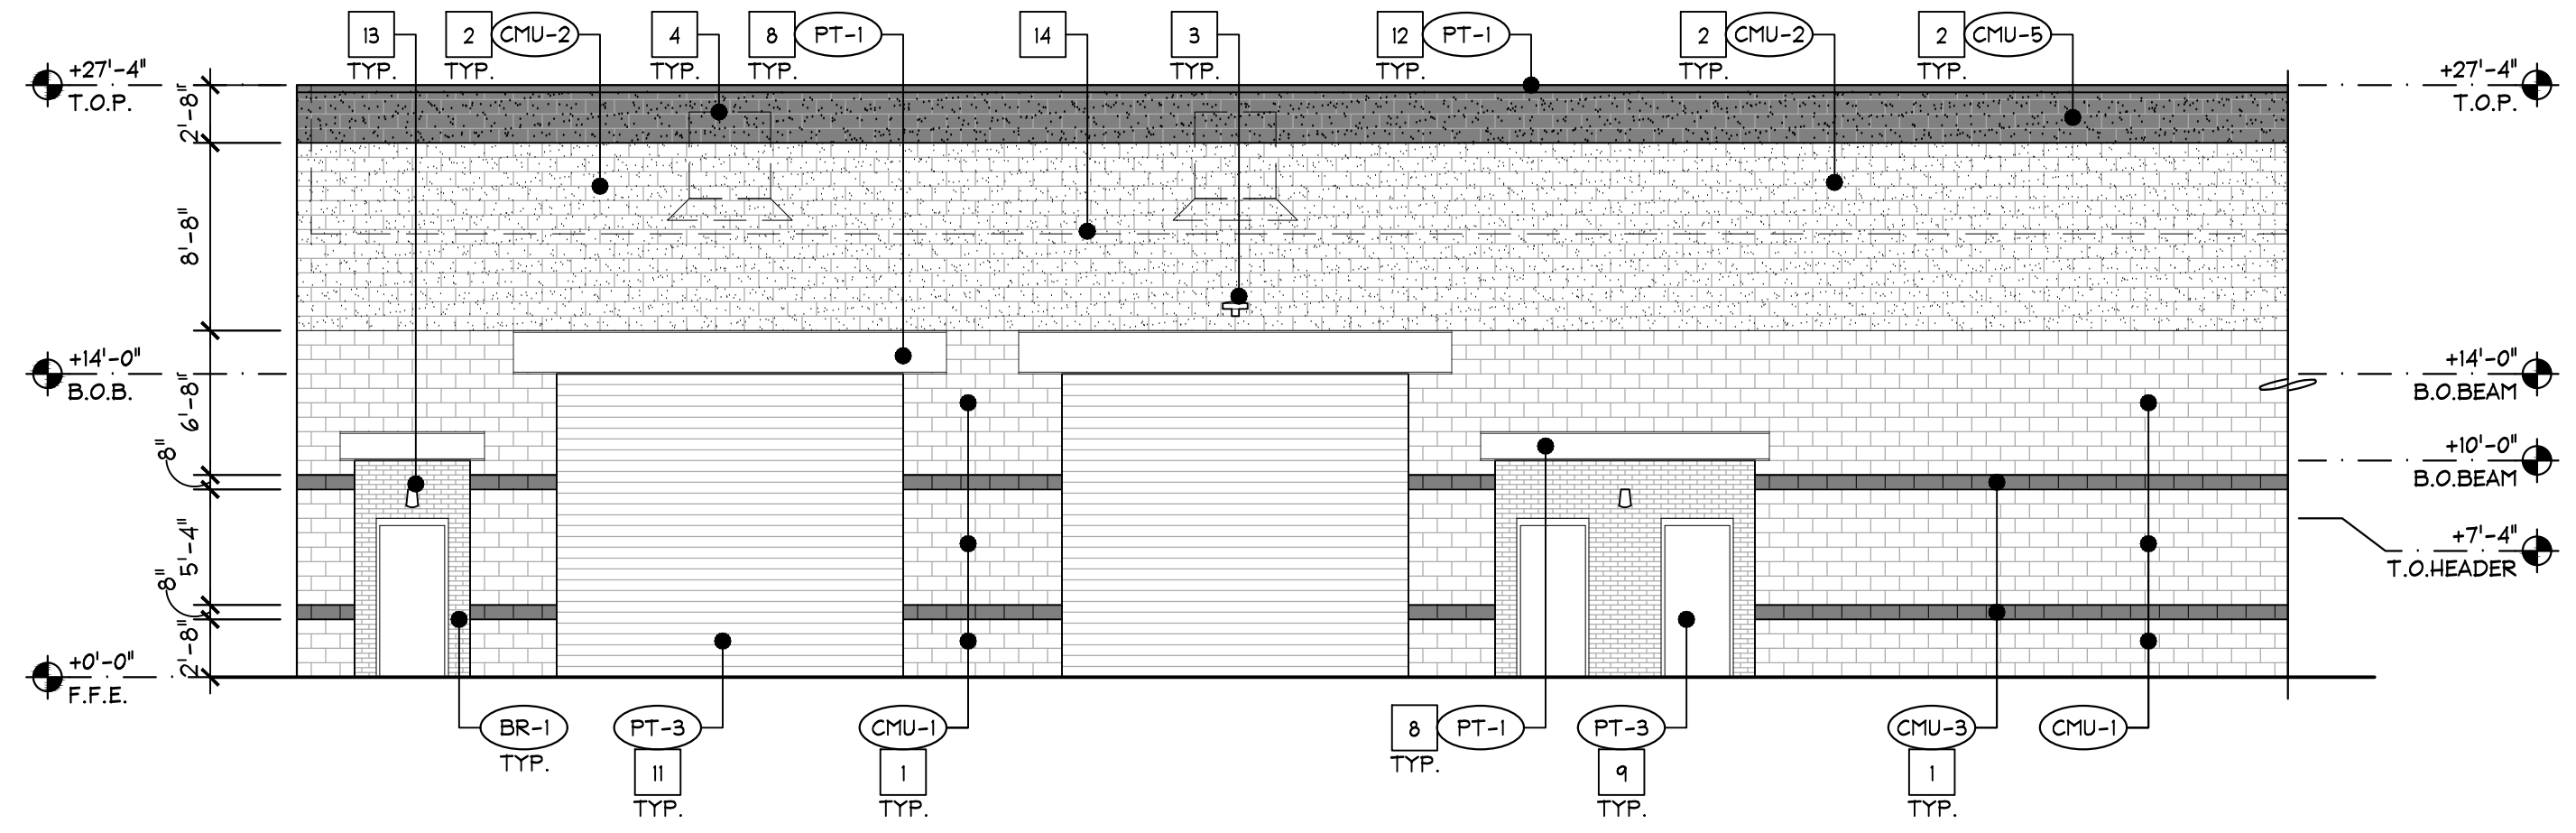 13
TYP.
2 CMU-2
TYP.
4
TYP.
8 PT-1
TYP.
14
3
TYP.
12 PT-1
TYP.
2 CMU-2
TYP.
2 CMU-5
TYP.
+27'-4"
T.O.P.
+27'-4"
T.O.P.
2'-8"
8'-8"
+14'-0"
B.O.B.
6'-8"
+14'-0"
B.O.BEAM
8"
+10'-0"
B.O.BEAM
5'-4"
+7'-4"
T.O.HEADER
8"
2'-8"
+0'-0"
F.F.E.
BR-1
TYP.
PT-3
11
TYP.
CMU-1
1
TYP.
8 PT-1
TYP.
PT-3
9
TYP.
CMU-3
1
TYP.
CMU-1